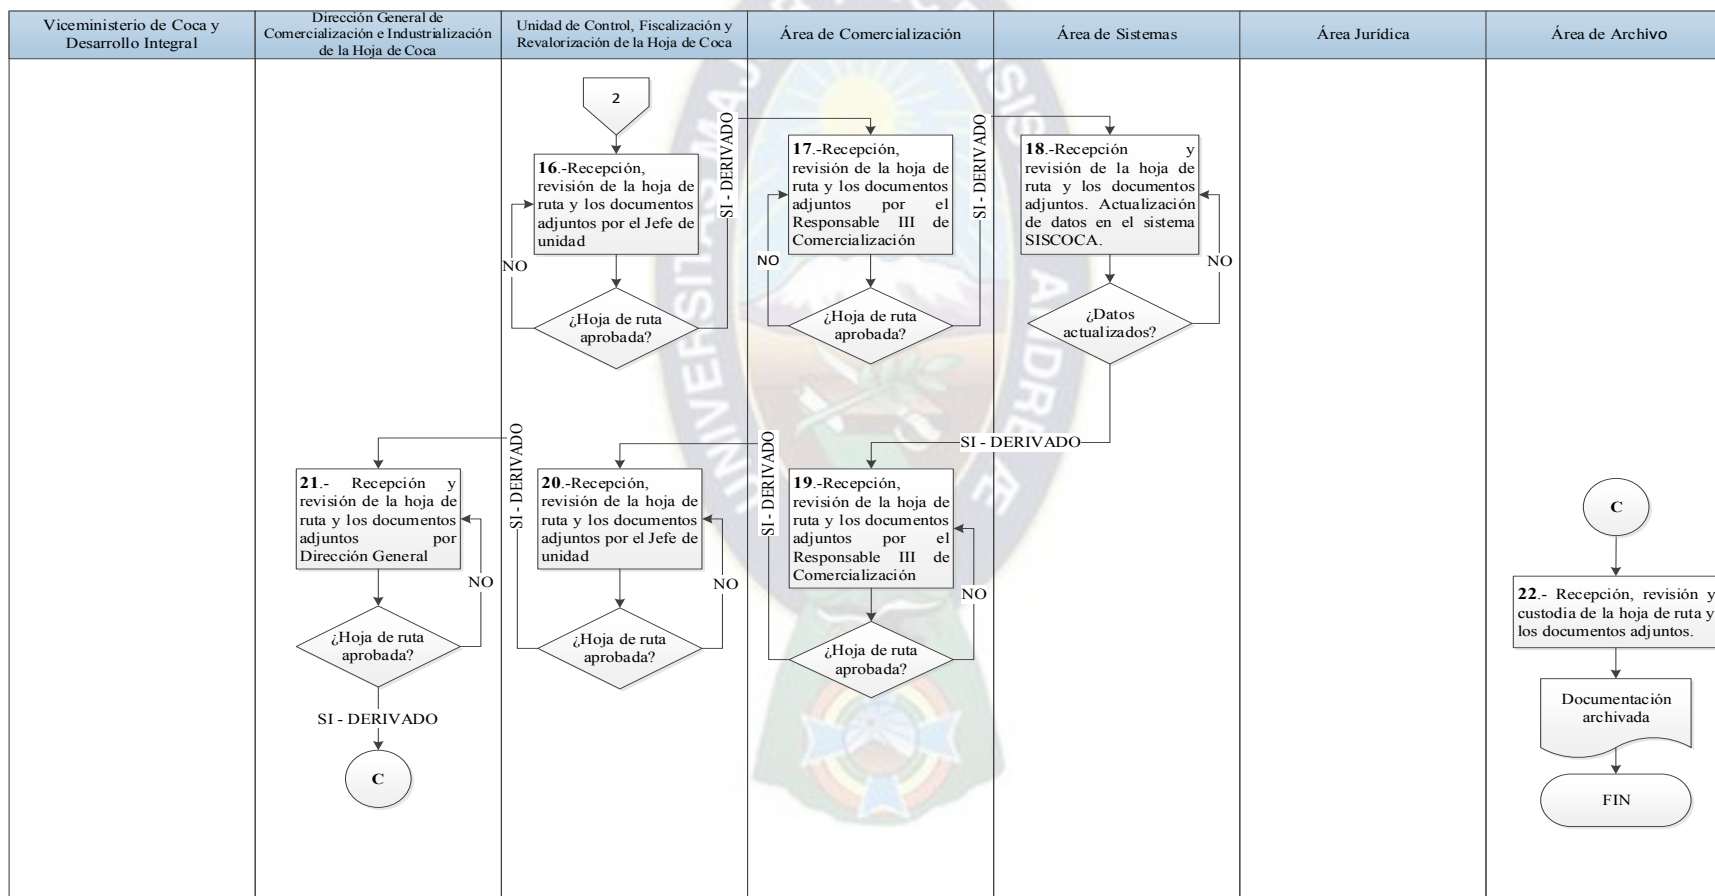 Viceministerio de Coca y
Desarrollo Integral
Dirección General de
Comercialización e Industrialización
de la Hoja de Coca
Unidad de Control, Fiscalización y
Revalorización de la Hoja de Coca
Área de Comercialización
Área de Sistemas
Área Jurídica
Área de Archivo
2
16.-Recepción,
revisión de la hoja de
ruta y los documentos
adjuntos por el Jefe de
unidad
NO
¿Hoja de ruta
aprobada?
SI - DERIVADO
17.-Recepción,
revisión de la hoja de
ruta y los documentos
adjuntos por el
Responsable III de
Comercialización
NO
¿Hoja de ruta
aprobada?
SI - DERIVADO
18.-Recepción y
revisión de la hoja de
ruta y los documentos
adjuntos. Actualización
de datos en el sistema
SISCOCA.
NO
¿Datos
actualizados?
SI - DERIVADO
19.-Recepción,
revisión de la hoja de
ruta y los documentos
adjuntos por el
Responsable III de
Comercialización
NO
¿Hoja de ruta
aprobada?
SI - DERIVADO
20.-Recepción,
revisión de la hoja de
ruta y los documentos
adjuntos por el Jefe de
unidad
NO
¿Hoja de ruta
aprobada?
SI - DERIVADO
21.- Recepción y
revisión de la hoja de
ruta y los documentos
adjuntos por
Dirección General
NO
¿Hoja de ruta
aprobada?
SI - DERIVADO
C
C
22.- Recepción, revisión y
custodia de la hoja de ruta y
los documentos adjuntos.
Documentación
archivada
FIN